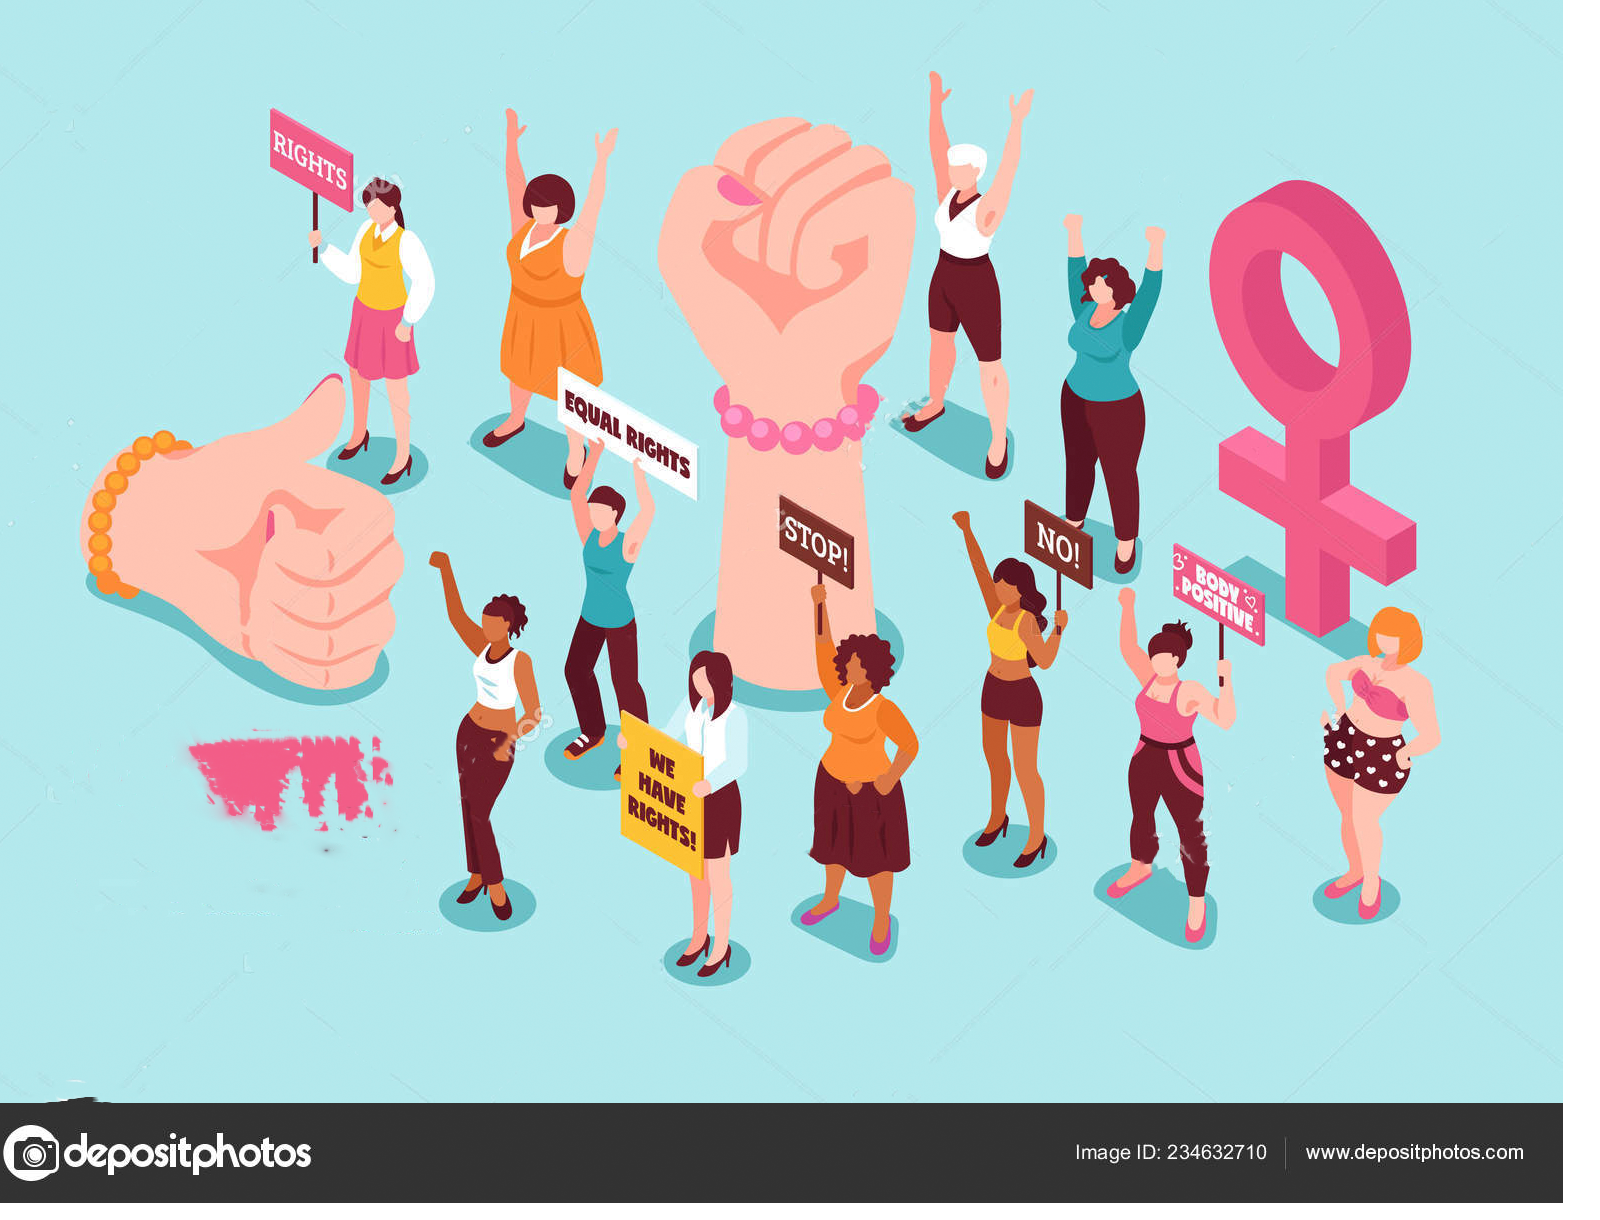 RIGHTS
EQUAL RIGHTS
STOP!
NO!
BODY
POSITIVE
WE
HAVE
RIGHTS!
depositphotos
Image ID: 234632710
www.depositphotos.com